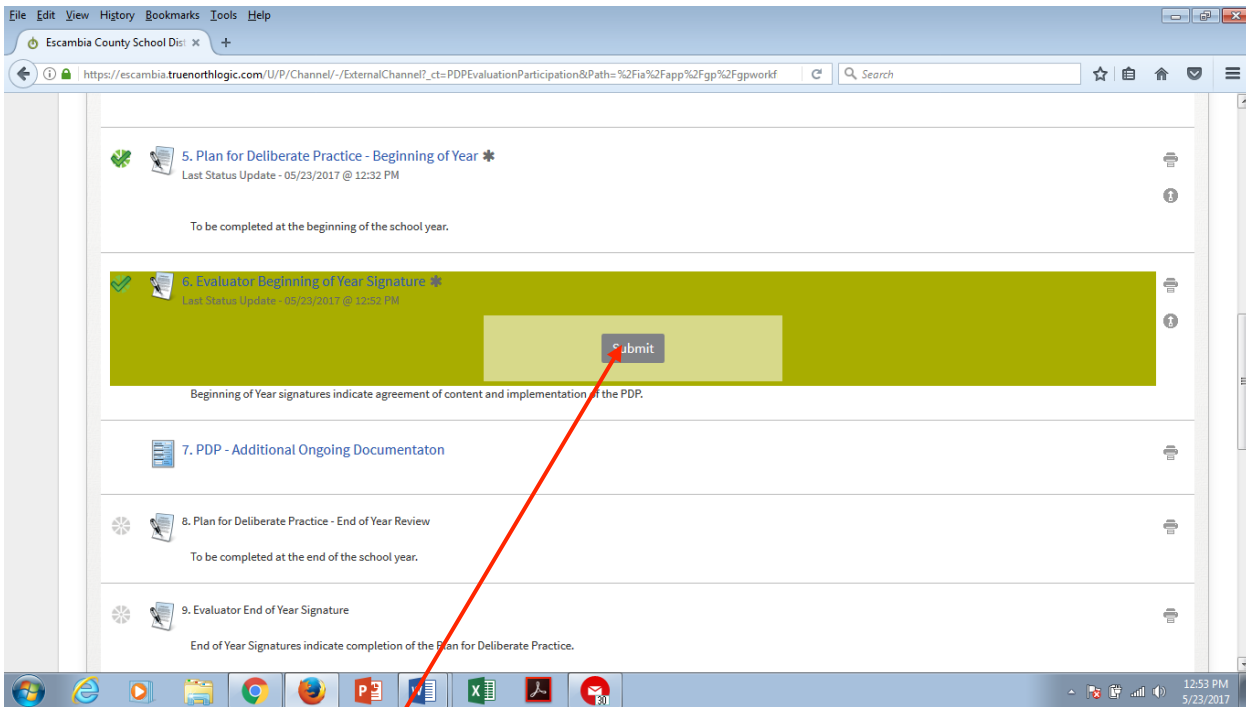 File Edit View History Bookmarks Tools Help
Escambia County School Dist × +
https://escambia.truenorthlogic.com/U/P/Channel/-/ExternalChannel?_ct=PDPEvaluationParticipation&Path=%2Fia%2Fapp%2Fgp%2Fgpworkf Search
5. Plan for Deliberate Practice - Beginning of Year ✱
Last Status Update - 05/23/2017 @ 12:32 PM
To be completed at the beginning of the school year.
6. Evaluator Beginning of Year Signature ✱
Last Status Update - 05/23/2017 @ 12:52 PM
Submit
Beginning of Year signatures indicate agreement of content and implementation of the PDP.
7. PDP - Additional Ongoing Documentaton
8. Plan for Deliberate Practice - End of Year Review
To be completed at the end of the school year.
9. Evaluator End of Year Signature
End of Year Signatures indicate completion of the Plan for Deliberate Practice.
30
12:53 PM
5/23/2017